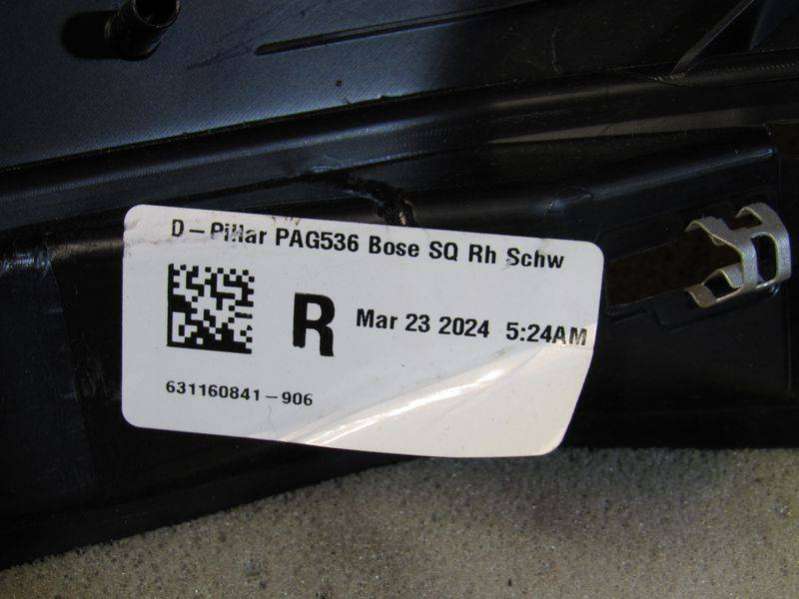 D-Pillar PAG536 Bose SQ Rh Schw
R Mar 23 2024 5:24AM
631160841-906